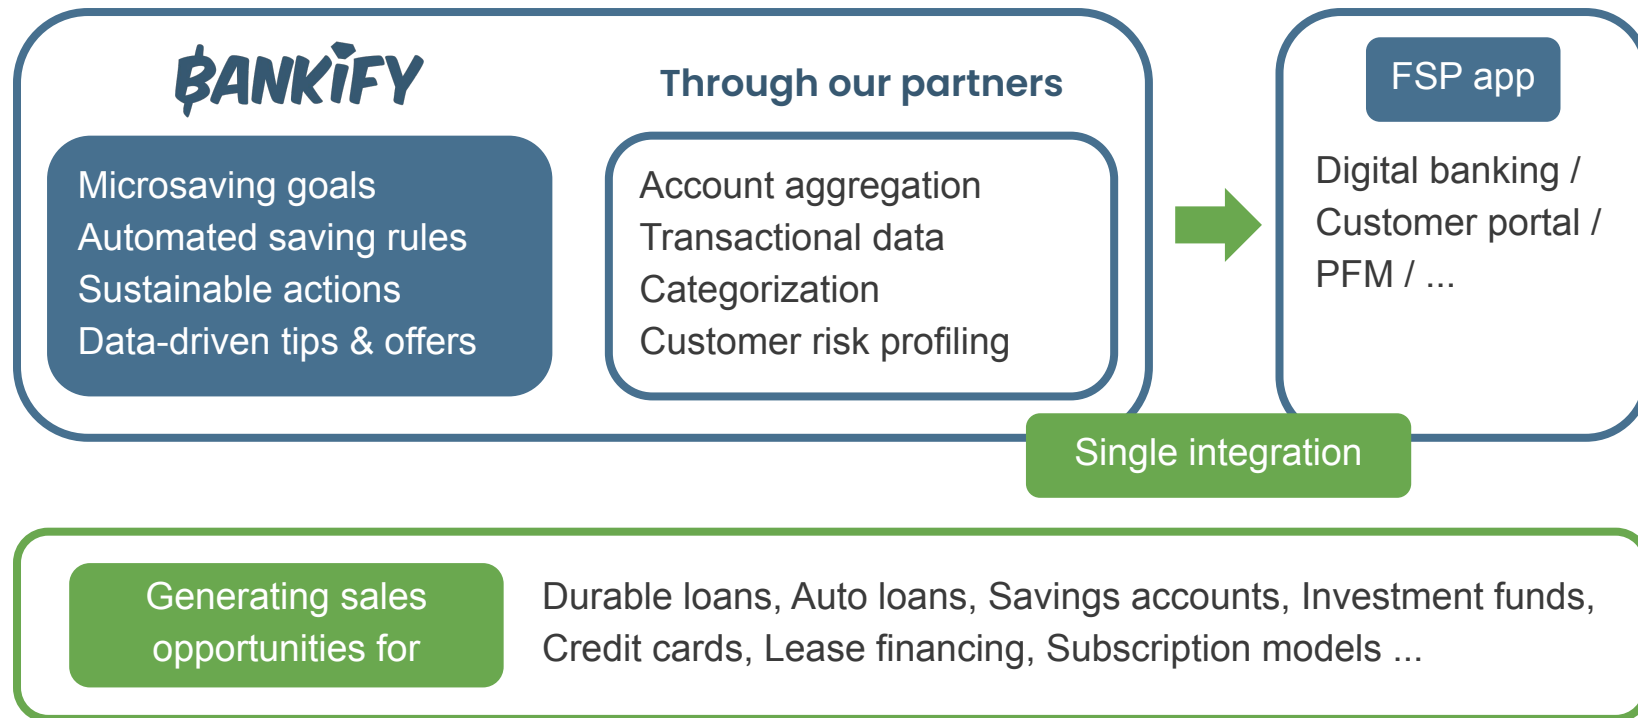 BANKIFY
Microsaving goals
Automated saving rules
Sustainable actions
Data-driven tips & offers
Through our partners
Account aggregation
Transactional data
Categorization
Customer risk profiling
FSP app
Digital banking /
Customer portal /
PFM / ...
Single integration
Generating sales
opportunities for
Durable loans, Auto loans, Savings accounts, Investment funds,
Credit cards, Lease financing, Subscription models ...